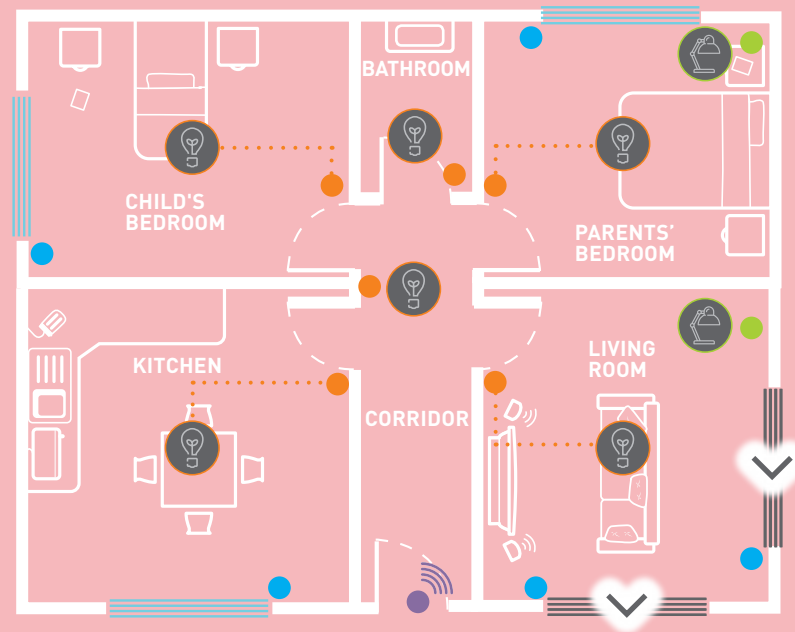 BATHROOM
CHILD'S
BEDROOM
PARENTS'
BEDROOM
KITCHEN
LIVING
ROOM
CORRIDOR